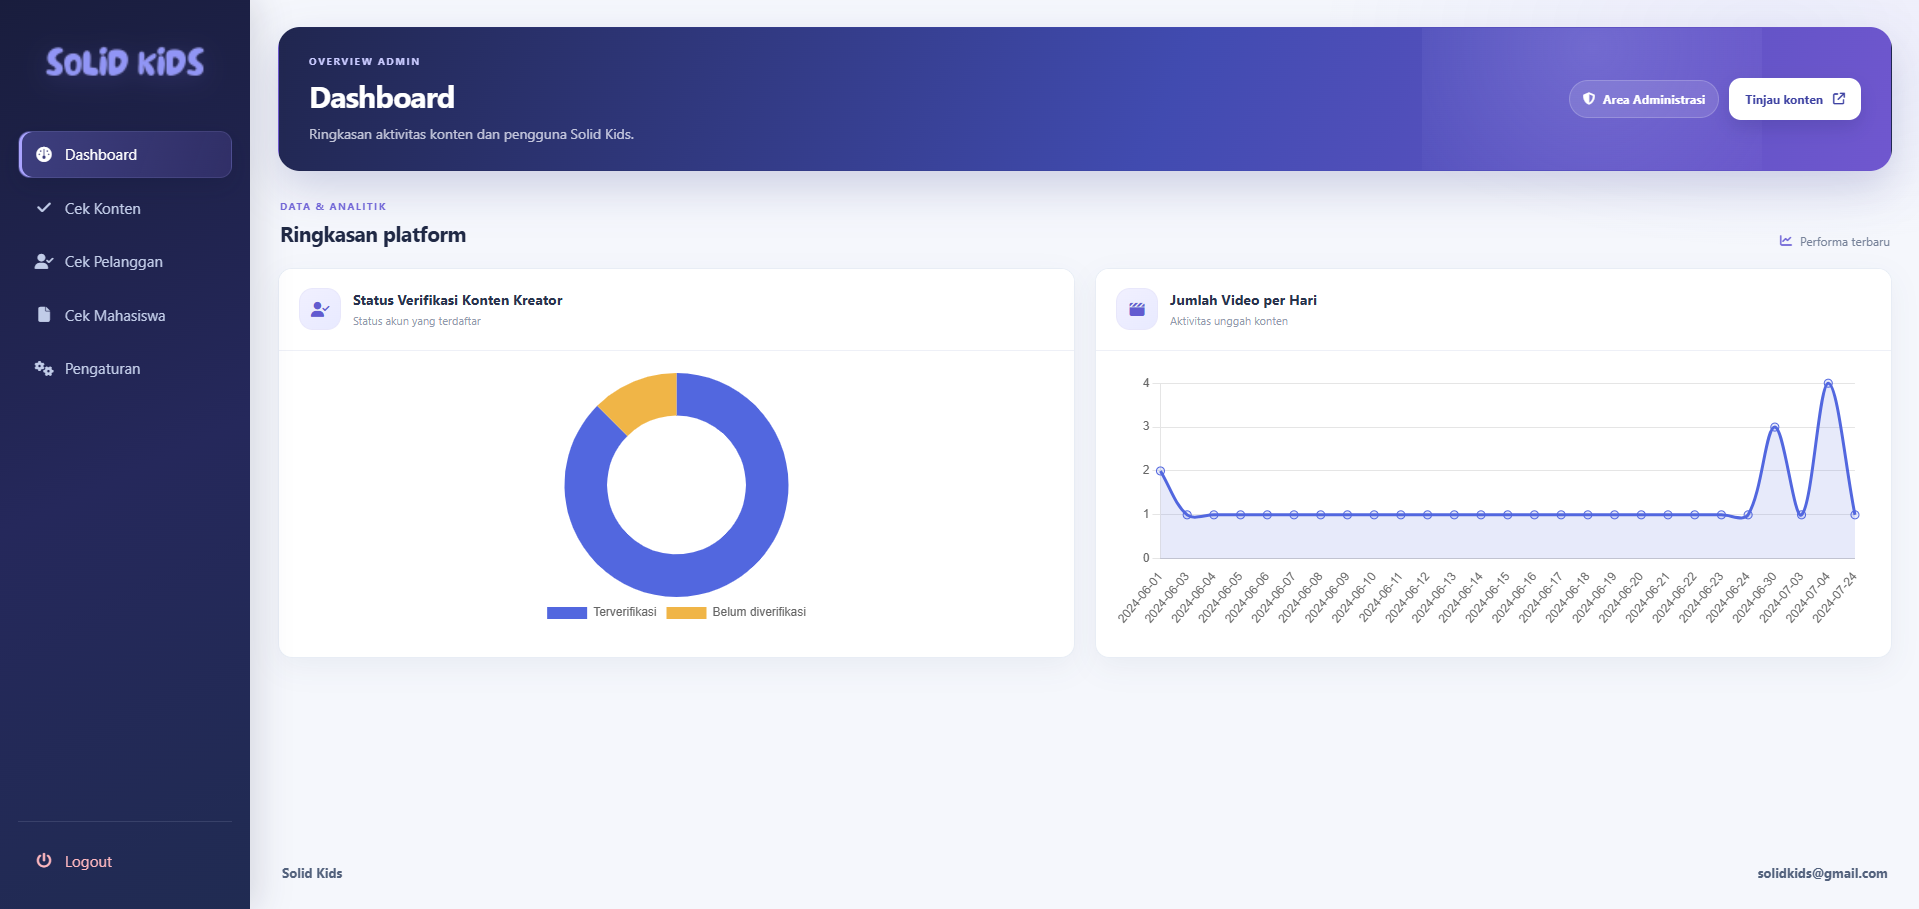 SOLID KIDS
Dashboard
Cek Konten
Cek Pelanggan
Cek Mahasiswa
Pengaturan
Logout
OVERVIEW ADMIN
Dashboard
Ringkasan aktivitas konten dan pengguna Solid Kids.
Area Administrasi
Tinjau konten
DATA & ANALITIK
Ringkasan platform
Performa terbaru
Status Verifikasi Konten Kreator
Status akun yang terdaftar
Terverifikasi
Belum diverifikasi
Jumlah Video per Hari
Aktivitas unggah konten
4
3
2
1
0
2024-06-01
2024-06-03
2024-06-04
2024-06-05
2024-06-06
2024-06-07
2024-06-08
2024-06-09
2024-06-10
2024-06-11
2024-06-12
2024-06-13
2024-06-14
2024-06-15
2024-06-16
2024-06-17
2024-06-18
2024-06-19
2024-06-20
2024-06-21
2024-06-22
2024-06-23
2024-06-24
2024-06-30
2024-07-03
2024-07-04
2024-07-24
Solid Kids
solidkids@gmail.com